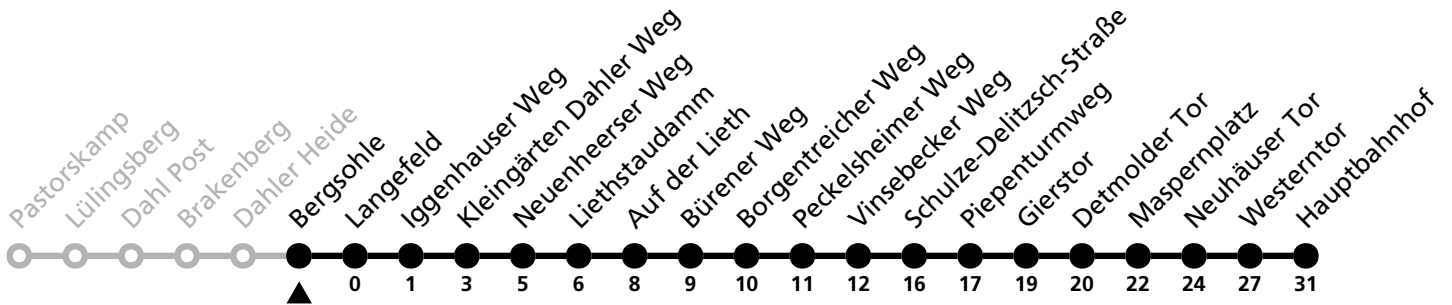 Pastorskamp
Lüllingsberg
Dahl Post
Brakenberg
Dahler Heide
Bergsohle
Langefeld
Iggenhauser Weg
Kleingärten Dahler Weg
Neuenheerser Weg
Liethstaudamm
Auf der Lieth
Bürener Weg
Borgentreicher Weg
Peckelsheimer Weg
Vinsebecker Weg
Schulze-Delitzsch-Straße
Piepenturmweg
Gierstor
Detmolder Tor
Maspernplatz
Neuhäuser Tor
Westerntor
Hauptbahnhof
0 1 3 5 6 8 9 10 11 12 16 17 19 20 22 24 27 31